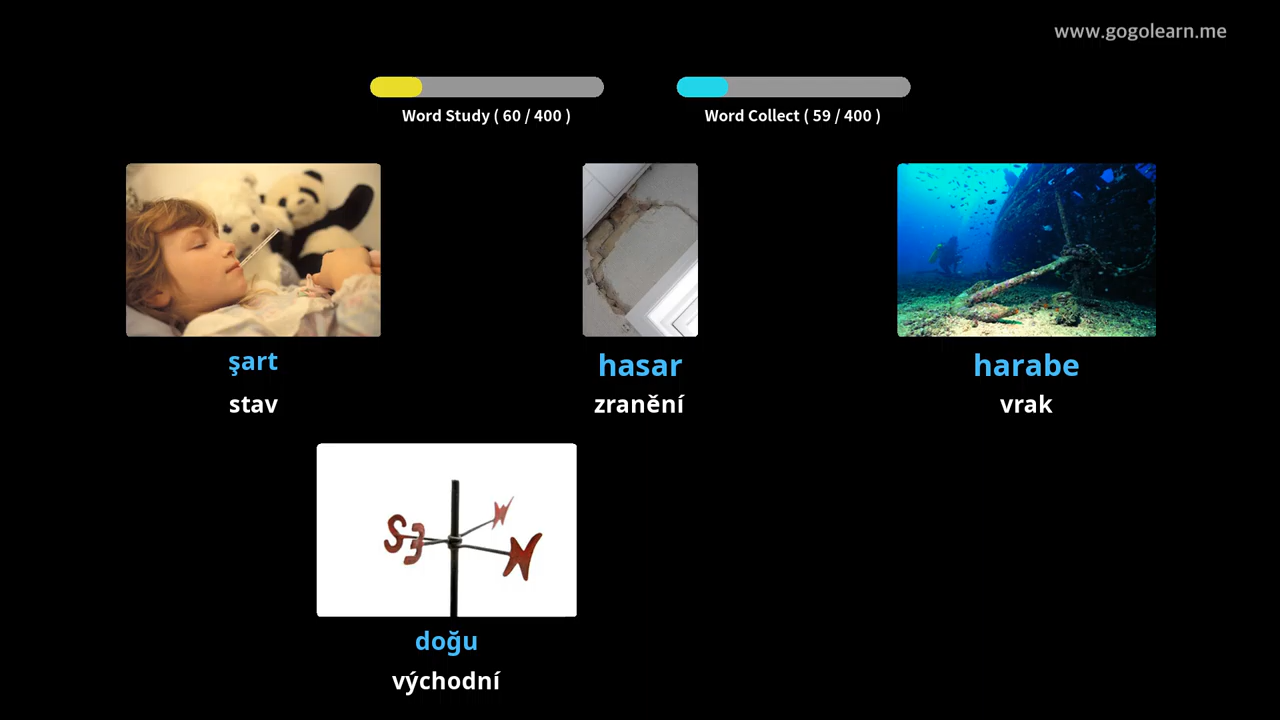 www.gogolearn.me
Word Study ( 60 / 400 )
Word Collect ( 59 / 400 )
şart
stav
hasar
zranění
harabe
vrak
S E N
doğu
východní